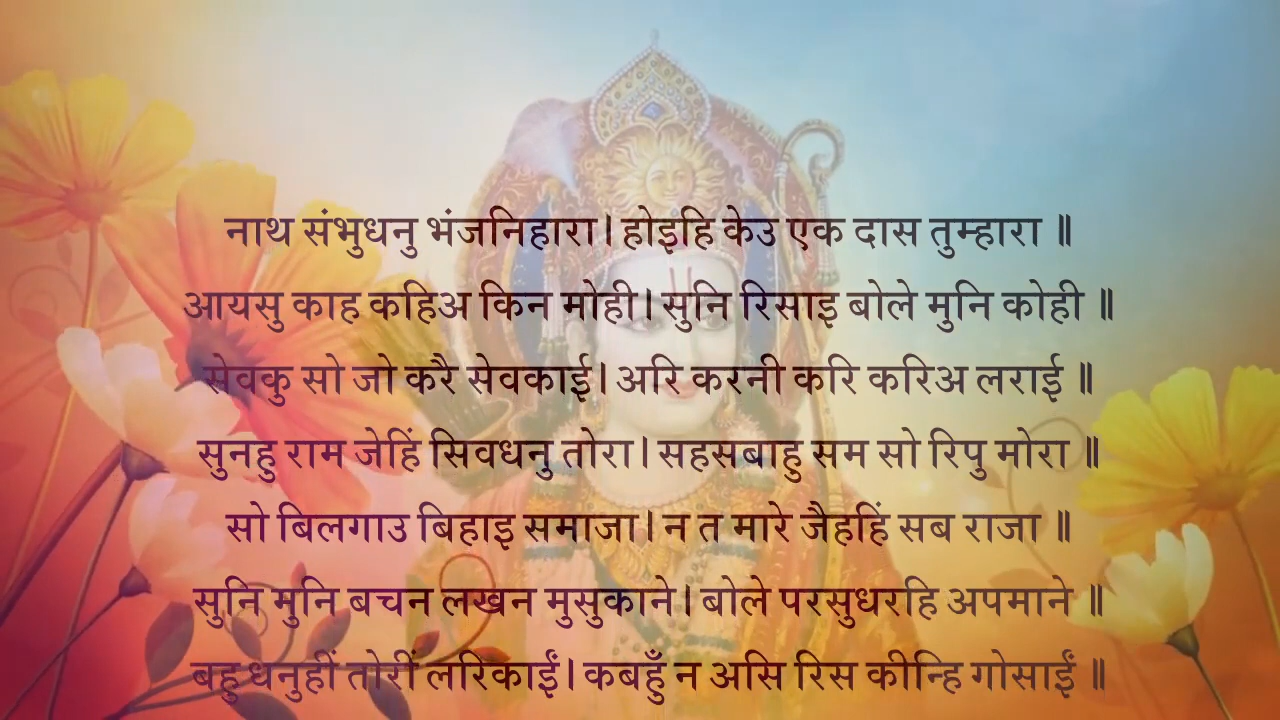 नाथ संभुधनु भंजनिहारा। होइहि केउ एक दास तुम्हारा ॥
आयसु काह कहिअ किन मोही। सुनि रिसाइ बोले मुनि कोही ॥
सेवकु सो जो करै सेवकाई। अरि करनी करि करिअ लराई ॥
सुनहु राम जेहिं सिवधनु तोरा। सहसबाहु सम सो रिपु मोरा ॥
सो बिलगाउ बिहाइ समाजा। न त मारे जैहहिं सब राजा ॥
सुनि मुनि बचन लखन मुसुकाने। बोले परसुधरहि अपमाने ॥
बहु धनुहीं तोरीं लरिकाईं। कबहुँ न असि रिस कीन्हि गोसाईं ॥